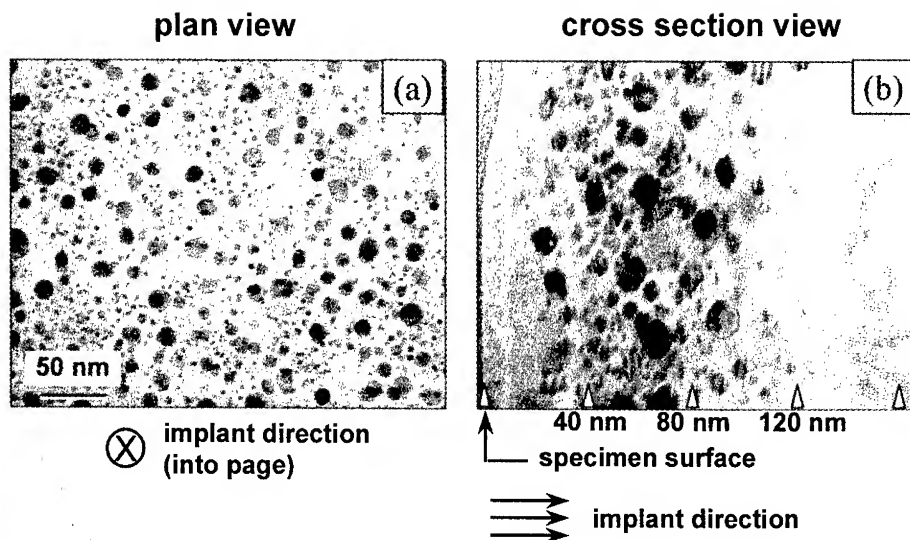 plan view
cross section view
(a)
(b)
50 nm
40 nm 80 nm 120 nm
implant direction
(into page)
specimen surface
implant direction